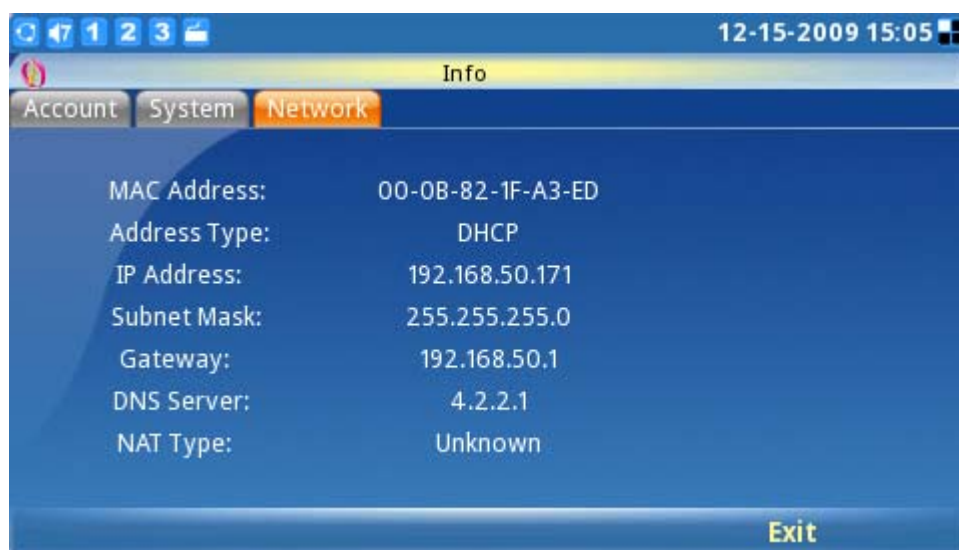 47 1 2 3 12-15-2009 15:05
Info
Account System Network
MAC Address: 00-0B-82-1F-A3-ED
Address Type: DHCP
IP Address: 192.168.50.171
Subnet Mask: 255.255.255.0
Gateway: 192.168.50.1
DNS Server: 4.2.2.1
NAT Type: Unknown
Exit